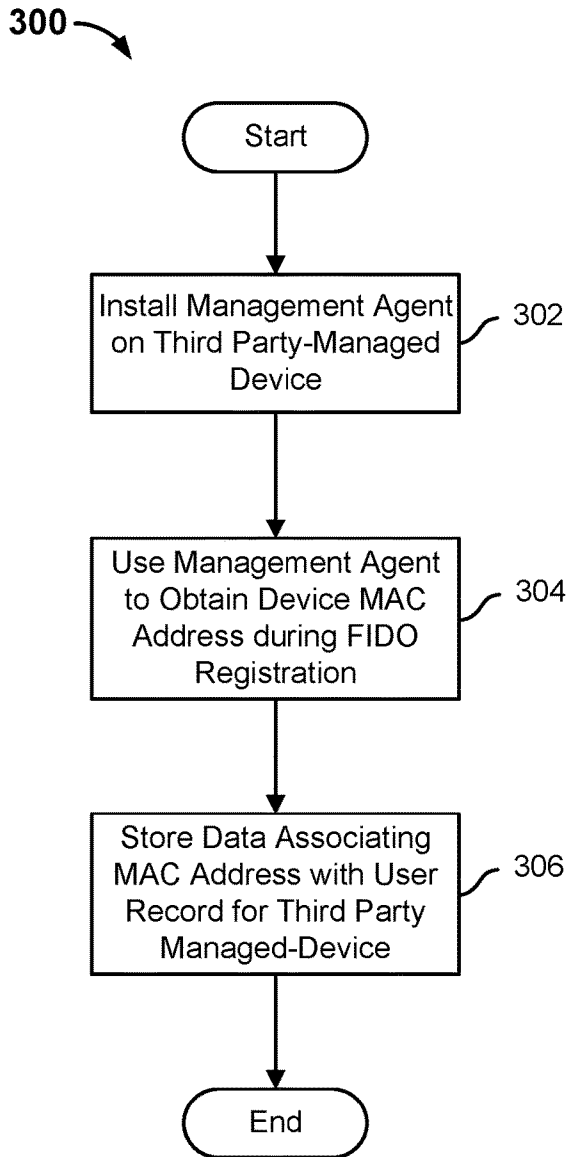 300
Start
Install Management Agent
on Third Party-Managed
Device
302
Use Management Agent
to Obtain Device MAC
Address during FIDO
Registration
304
Store Data Associating
MAC Address with User
Record for Third Party
Managed-Device
306
End